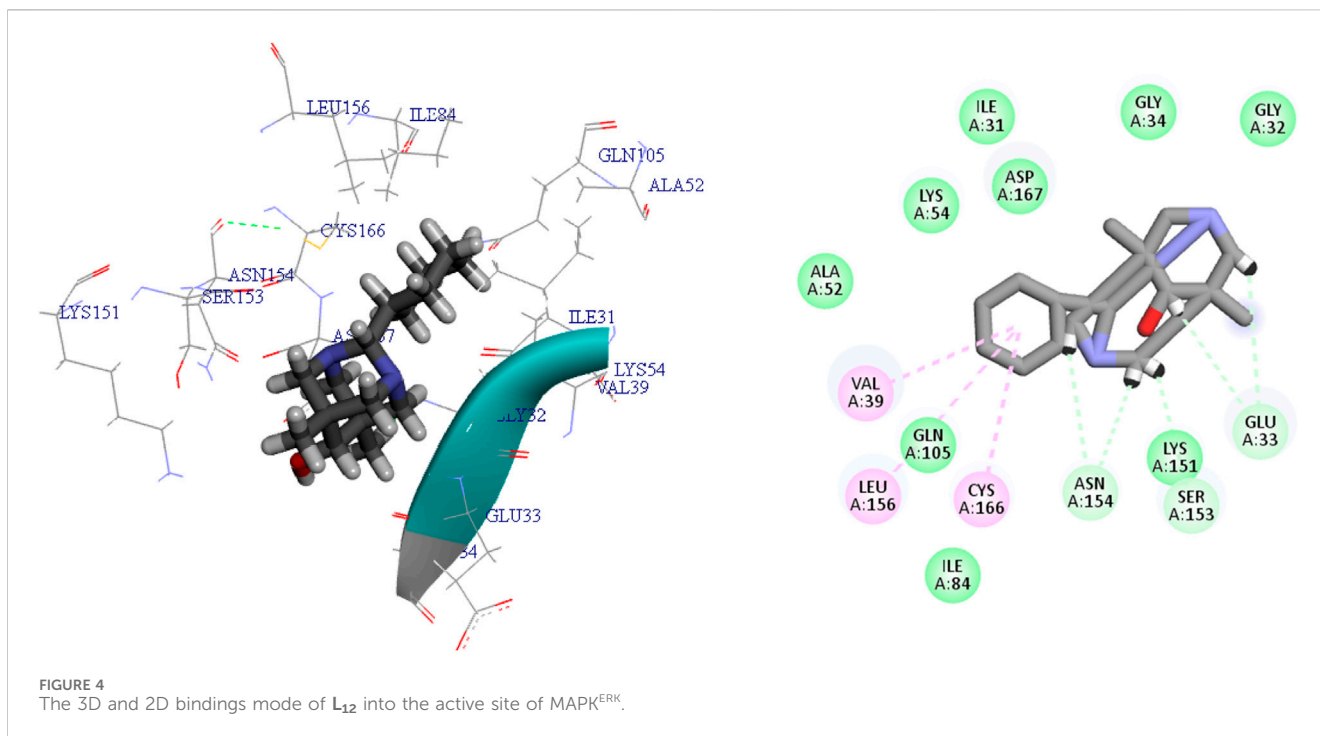 LEU156
ILE84
GLN105
ALA52
CYS166
ASN154
SER153
LYS151
ILE31
LYS54
VAL39
GLU33
ILE
A:31
GLY
A:34
GLY
A:32
ASP
A:167
LYS
A:54
ALA
A:52
VAL
A:39
GLN
A:105
LEU
A:156
CYS
A:166
ASN
A:154
LYS
A:151
SER
A:153
GLU
A:33
ILE
A:84
FIGURE 4
The 3D and 2D bindings mode of L12 into the active site of MAPKERK.